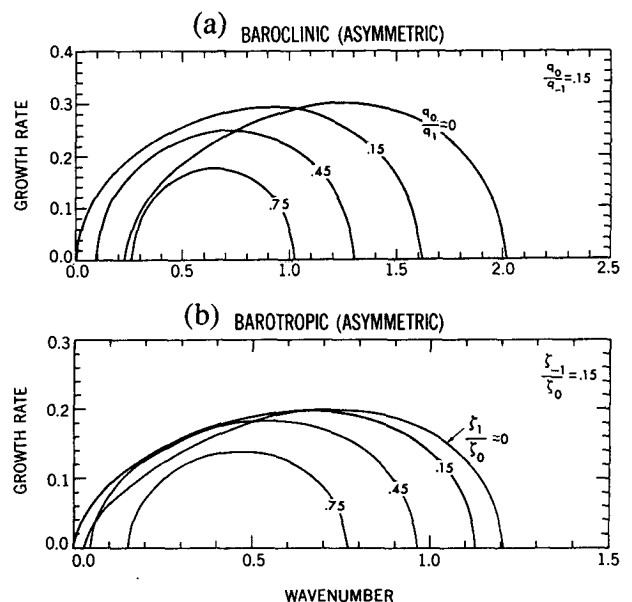 (a) BAROCLINIC (ASYMMETRIC)
GROWTH RATE
0.4
0.3
0.2
0.1
0.0
q0/q-1 = .15
q0/q1 ≈ 0
.15
.45
.75
0.0 0.5 1.0 1.5 2.0 2.5
(b) BAROTROPIC (ASYMMETRIC)
GROWTH RATE
0.3
0.2
0.1
0.0
ζ-1/ζ0 = .15
ζ1/ζ0 ≈ 0
.15
.45
.75
0.0 0.5 1.0 1.5
WAVENUMBER